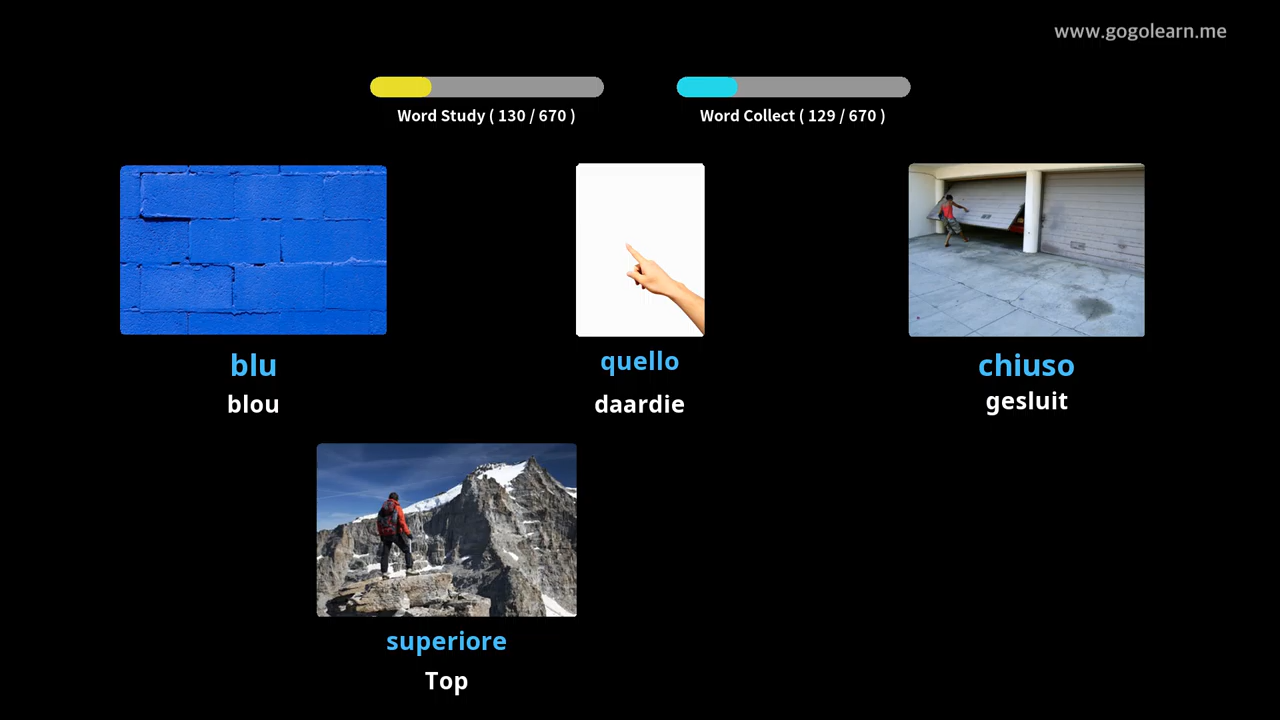 www.gogolearn.me
Word Study ( 130 / 670 )
Word Collect ( 129 / 670 )
blu
blou
quello
daardie
chiuso
gesluit
superiore
Top